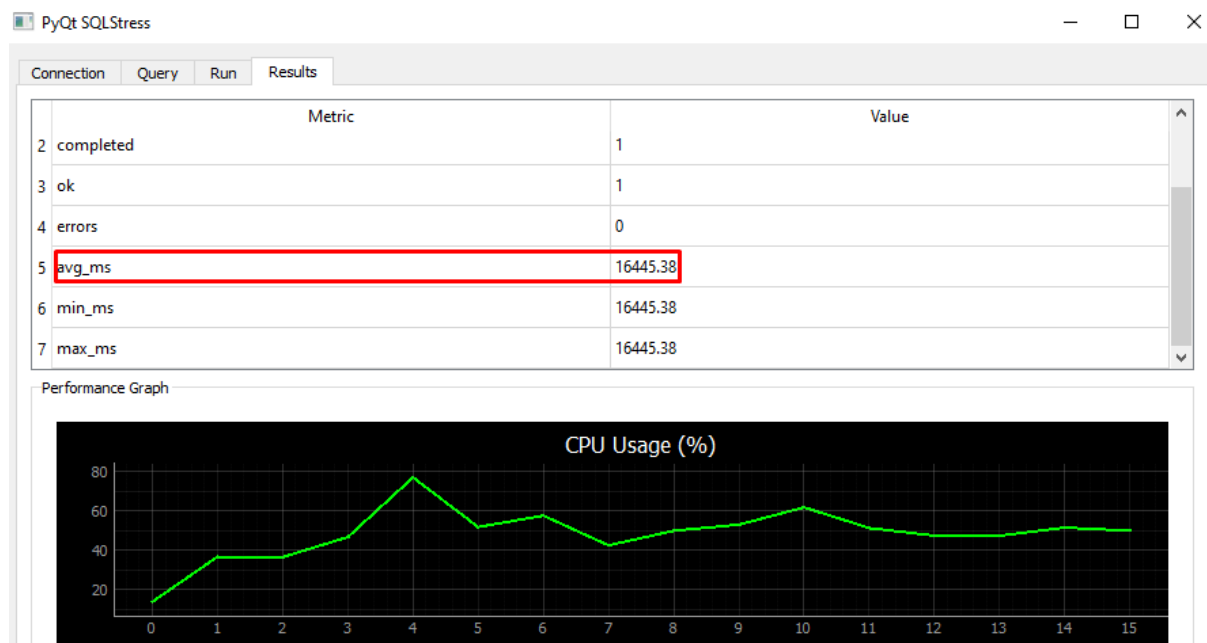 PyQt SQLStress
Connection Query Run Results
Metric Value
2 completed 1
3 ok 1
4 errors 0
5 avg_ms 16445.38
6 min_ms 16445.38
7 max_ms 16445.38
Performance Graph
CPU Usage (%)
80
60
40
20
0 1 2 3 4 5 6 7 8 9 10 11 12 13 14 15